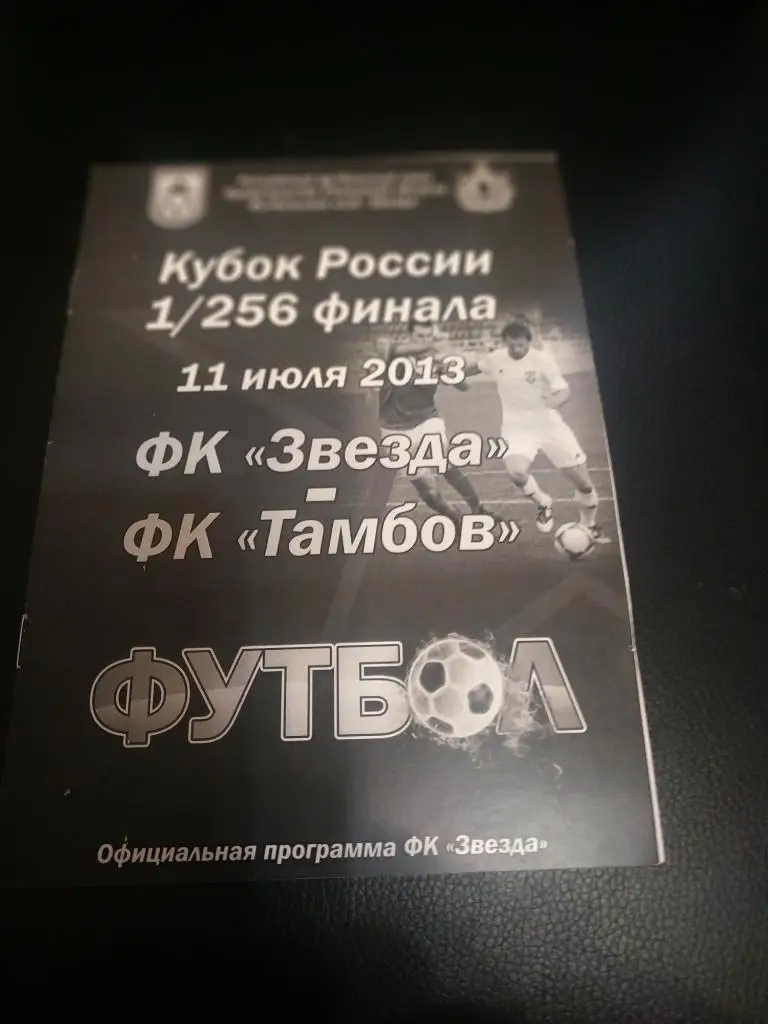 Кубок России
1/256 финала
11 июля 2013
ФК «Звезда»
-
ФК «Тамбов»
ФУТБОЛ
Официальная программа ФК «Звезда»